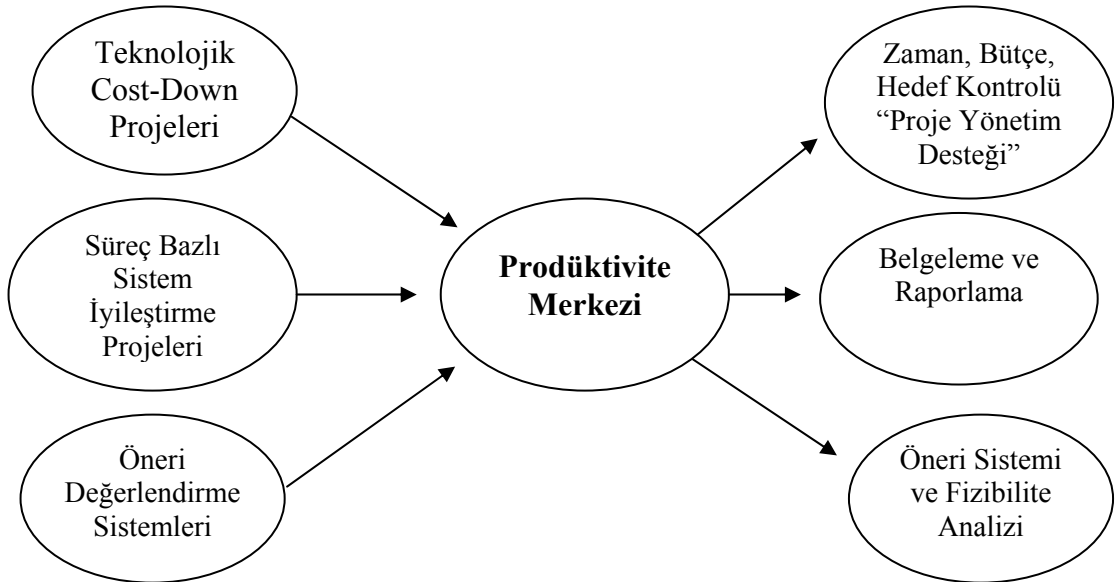 Teknolojik
Cost-Down
Projeleri
Süreç Bazlı
Sistem
İyileştirme
Projeleri
Öneri
Değerlendirme
Sistemleri
Prodüktivite
Merkezi
Zaman, Bütçe,
Hedef Kontrolü
“Proje Yönetim
Desteği”
Belgeleme ve
Raporlama
Öneri Sistemi
ve Fizibilite
Analizi